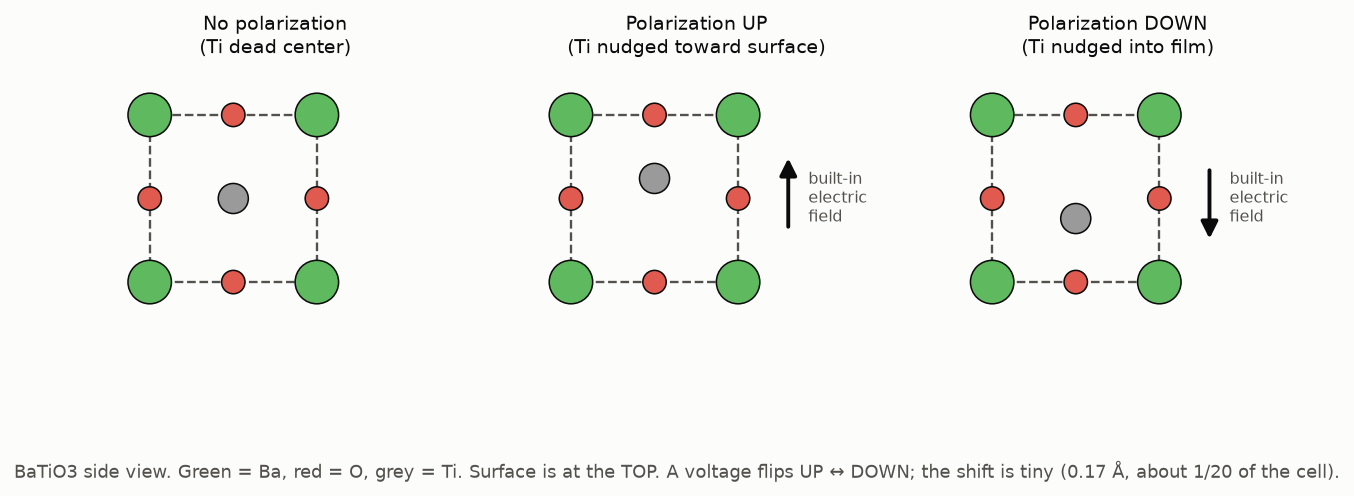 No polarization
(Ti dead center)
Polarization UP
(Ti nudged toward surface)
Polarization DOWN
(Ti nudged into film)
built-in
electric
field
built-in
electric
field
BaTiO3 side view. Green = Ba, red = O, grey = Ti. Surface is at the TOP. A voltage flips UP ↔ DOWN; the shift is tiny (0.17 Å, about 1/20 of the cell).